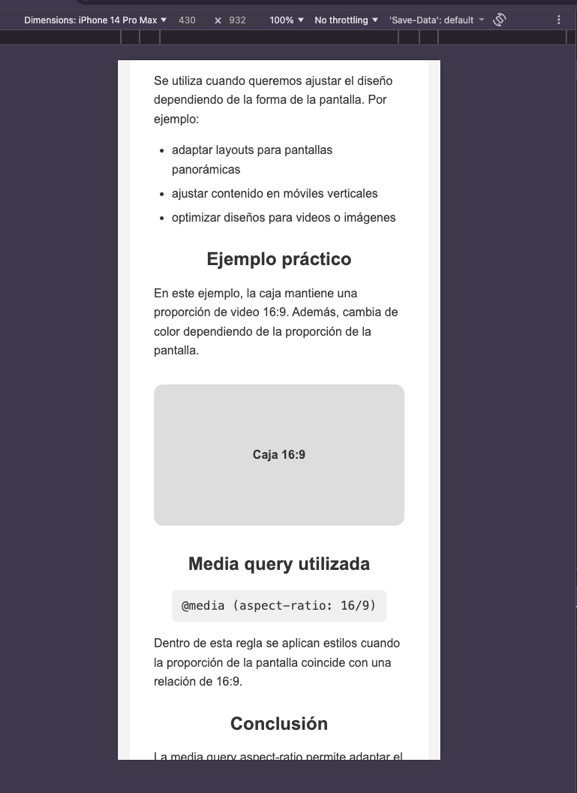 Dimensions: iPhone 14 Pro Max ▼ 430 x 932 100% ▼ No throttling ▼ 'Save-Data': default ▼
Se utiliza cuando queremos ajustar el diseño
dependiendo de la forma de la pantalla. Por
ejemplo:
• adaptar layouts para pantallas
panorámicas
• ajustar contenido en móviles verticales
• optimizar diseños para videos o imágenes
Ejemplo práctico
En este ejemplo, la caja mantiene una
proporción de video 16:9. Además, cambia de
color dependiendo de la proporción de la
pantalla.
Caja 16:9
Media query utilizada
@media (aspect-ratio: 16/9)
Dentro de esta regla se aplican estilos cuando
la proporción de la pantalla coincide con una
relación de 16:9.
Conclusión
La media query aspect-ratio permite adaptar el